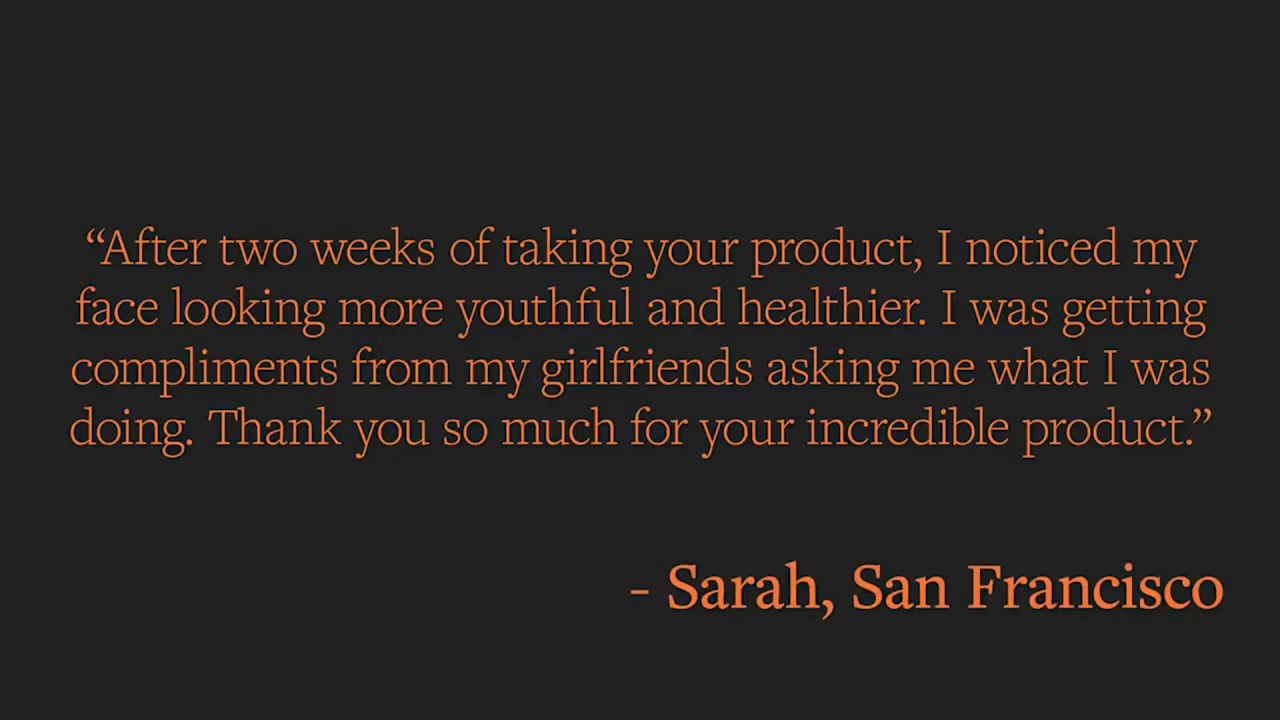 “After two weeks of taking your product, I noticed my
face looking more youthful and healthier. I was getting
compliments from my girlfriends asking me what I was
doing. Thank you so much for your incredible product.”
- Sarah, San Francisco